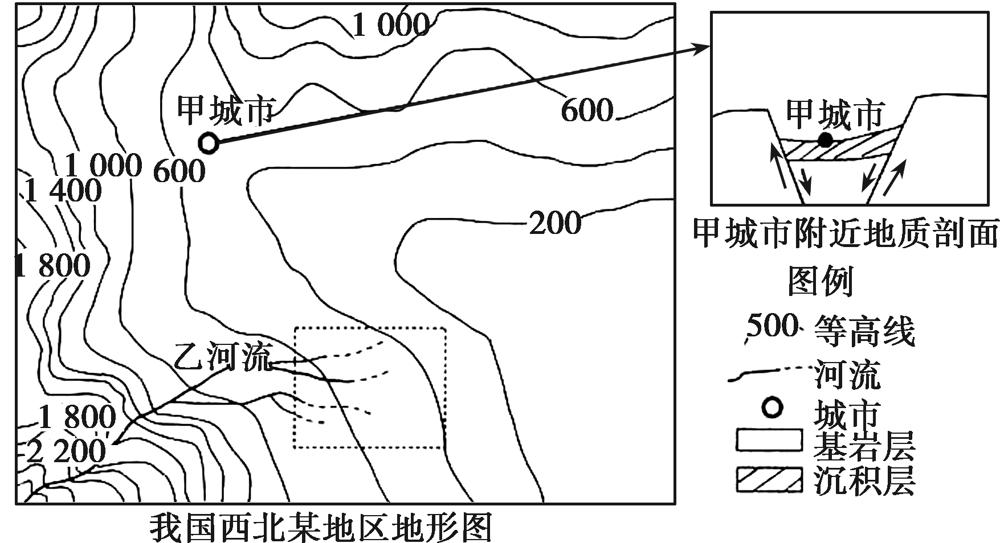 1 000
甲城市
600
1 000
600
1 400
200
1 800
乙河流
1 800
2 200
我国西北某地区地形图
甲城市
甲城市附近地质剖面
图例
500 等高线
河流
城市
基岩层
沉积层